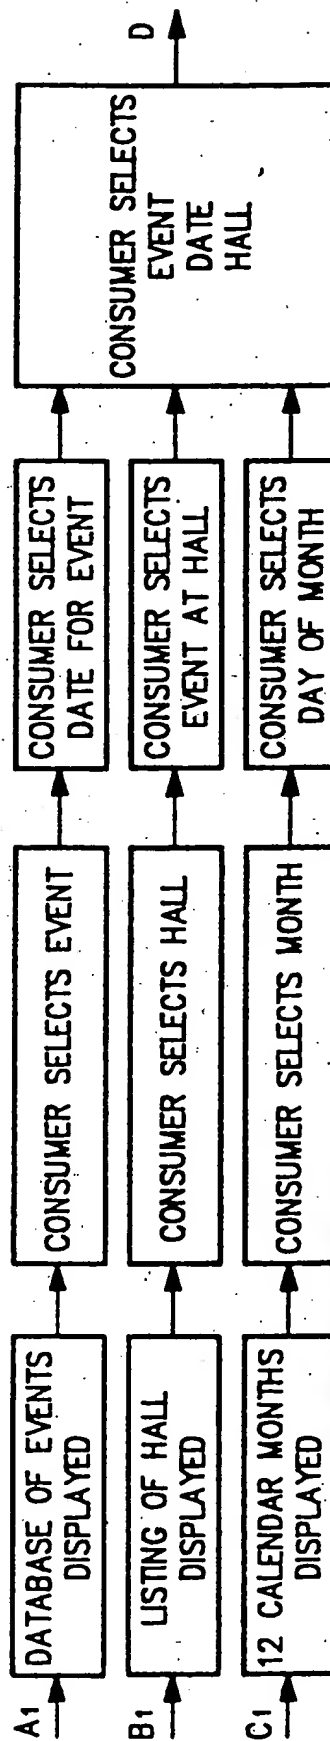 A1
DATABASE OF EVENTS
DISPLAYED
CONSUMER SELECTS EVENT
CONSUMER SELECTS
DATE FOR EVENT
B1
LISTING OF HALL
DISPLAYED
CONSUMER SELECTS HALL
CONSUMER SELECTS
EVENT AT HALL
C1
12 CALENDAR MONTHS
DISPLAYED
CONSUMER SELECTS MONTH
CONSUMER SELECTS
DAY OF MONTH
CONSUMER SELECTS
EVENT
DATE
HALL
D